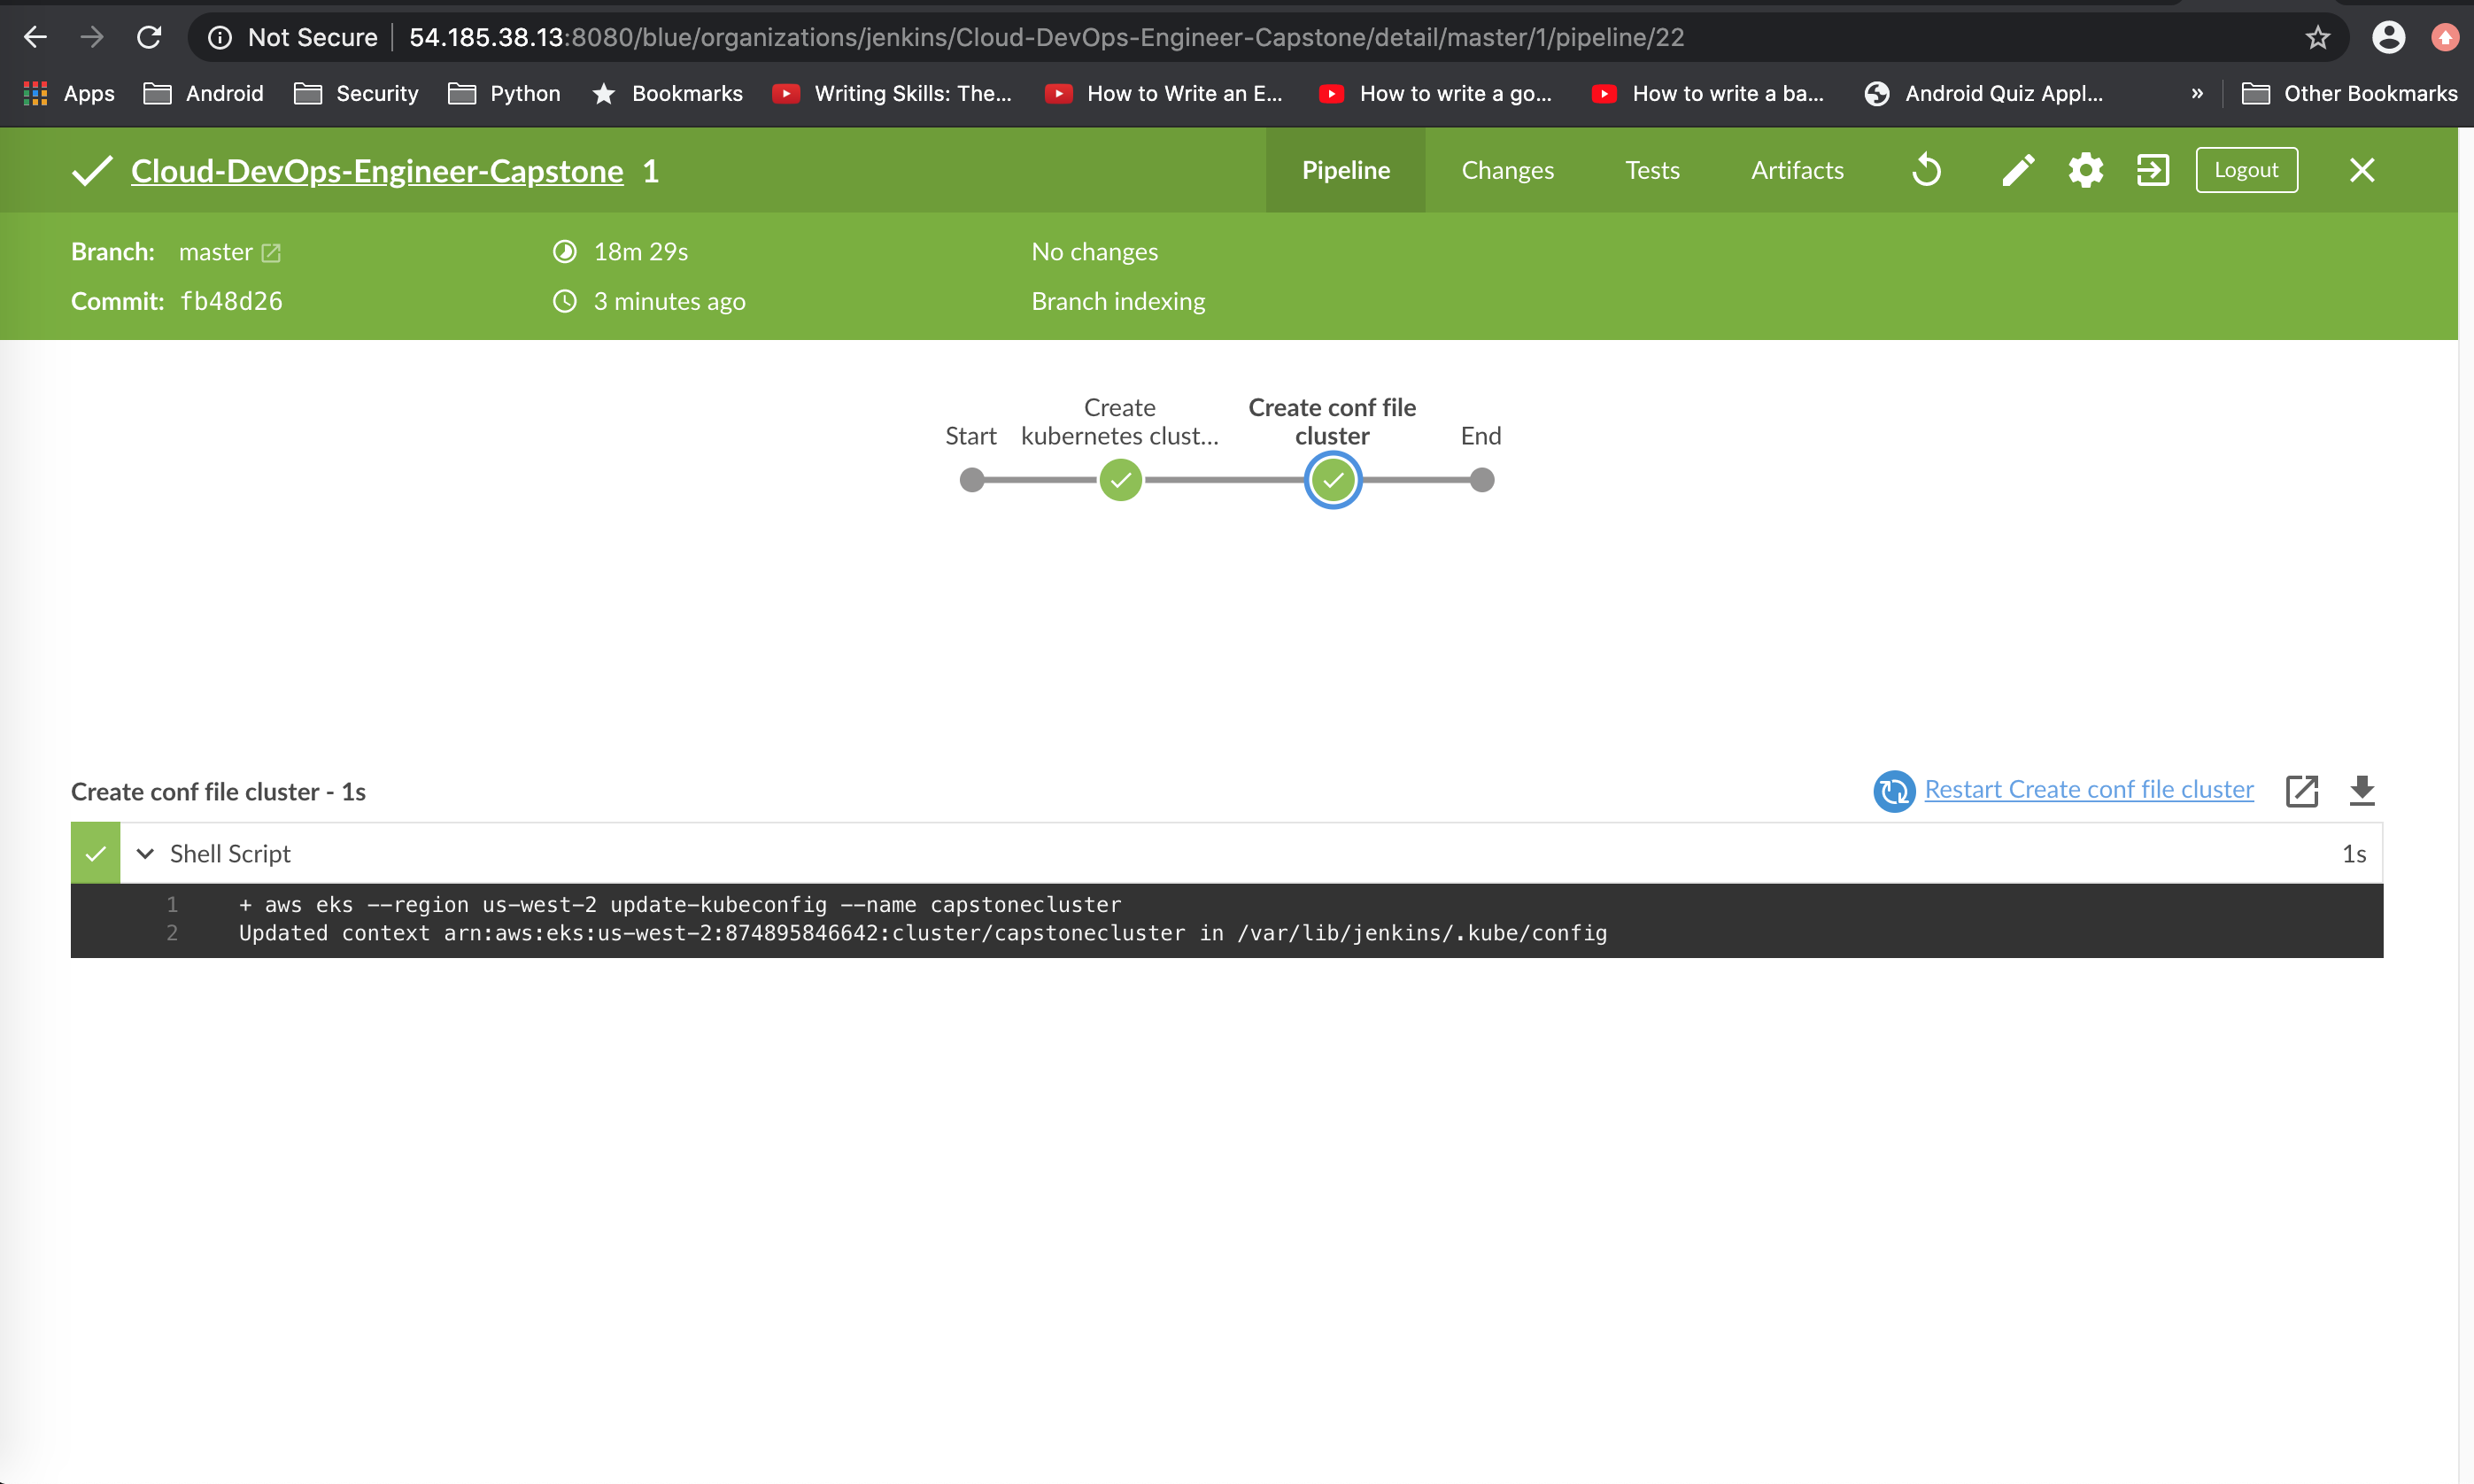 Not Secure 54.185.38.13:8080/blue/organizations/jenkins/Cloud-DevOps-Engineer-Capstone/detail/master/1/pipeline/22
Apps Android Security Python Bookmarks Writing Skills: The... How to Write an E... How to write a go... How to write a ba... Android Quiz Appl... » Other Bookmarks
Cloud-DevOps-Engineer-Capstone 1 Pipeline Changes Tests Artifacts Logout
Branch: master 18m 29s No changes
Commit: fb48d26 3 minutes ago Branch indexing
Start Create kubernetes clust... Create conf file cluster End
Create conf file cluster - 1s Restart Create conf file cluster
Shell Script 1s
1 + aws eks --region us-west-2 update-kubeconfig --name capstonecluster
2 Updated context arn:aws:eks:us-west-2:874895846642:cluster/capstonecluster in /var/lib/jenkins/.kube/config